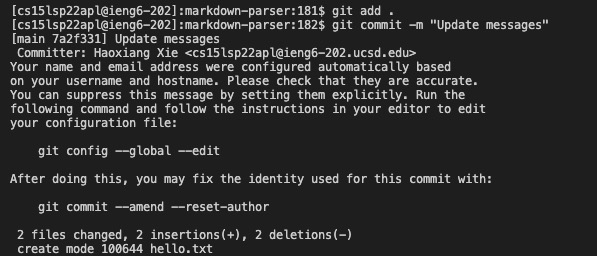 [cs15lsp22apl@ieng6-202]:markdown-parser:181$ git add .
[cs15lsp22apl@ieng6-202]:markdown-parser:182$ git commit -m "Update messages"
[main 7a2f331] Update messages
 Committer: Haoxiang Xie <cs15lsp22apl@ieng6-202.ucsd.edu>
Your name and email address were configured automatically based
on your username and hostname. Please check that they are accurate.
You can suppress this message by setting them explicitly. Run the
following command and follow the instructions in your editor to edit
your configuration file:

    git config --global --edit

After doing this, you may fix the identity used for this commit with:

    git commit --amend --reset-author

 2 files changed, 2 insertions(+), 2 deletions(-)
 create mode 100644 hello.txt